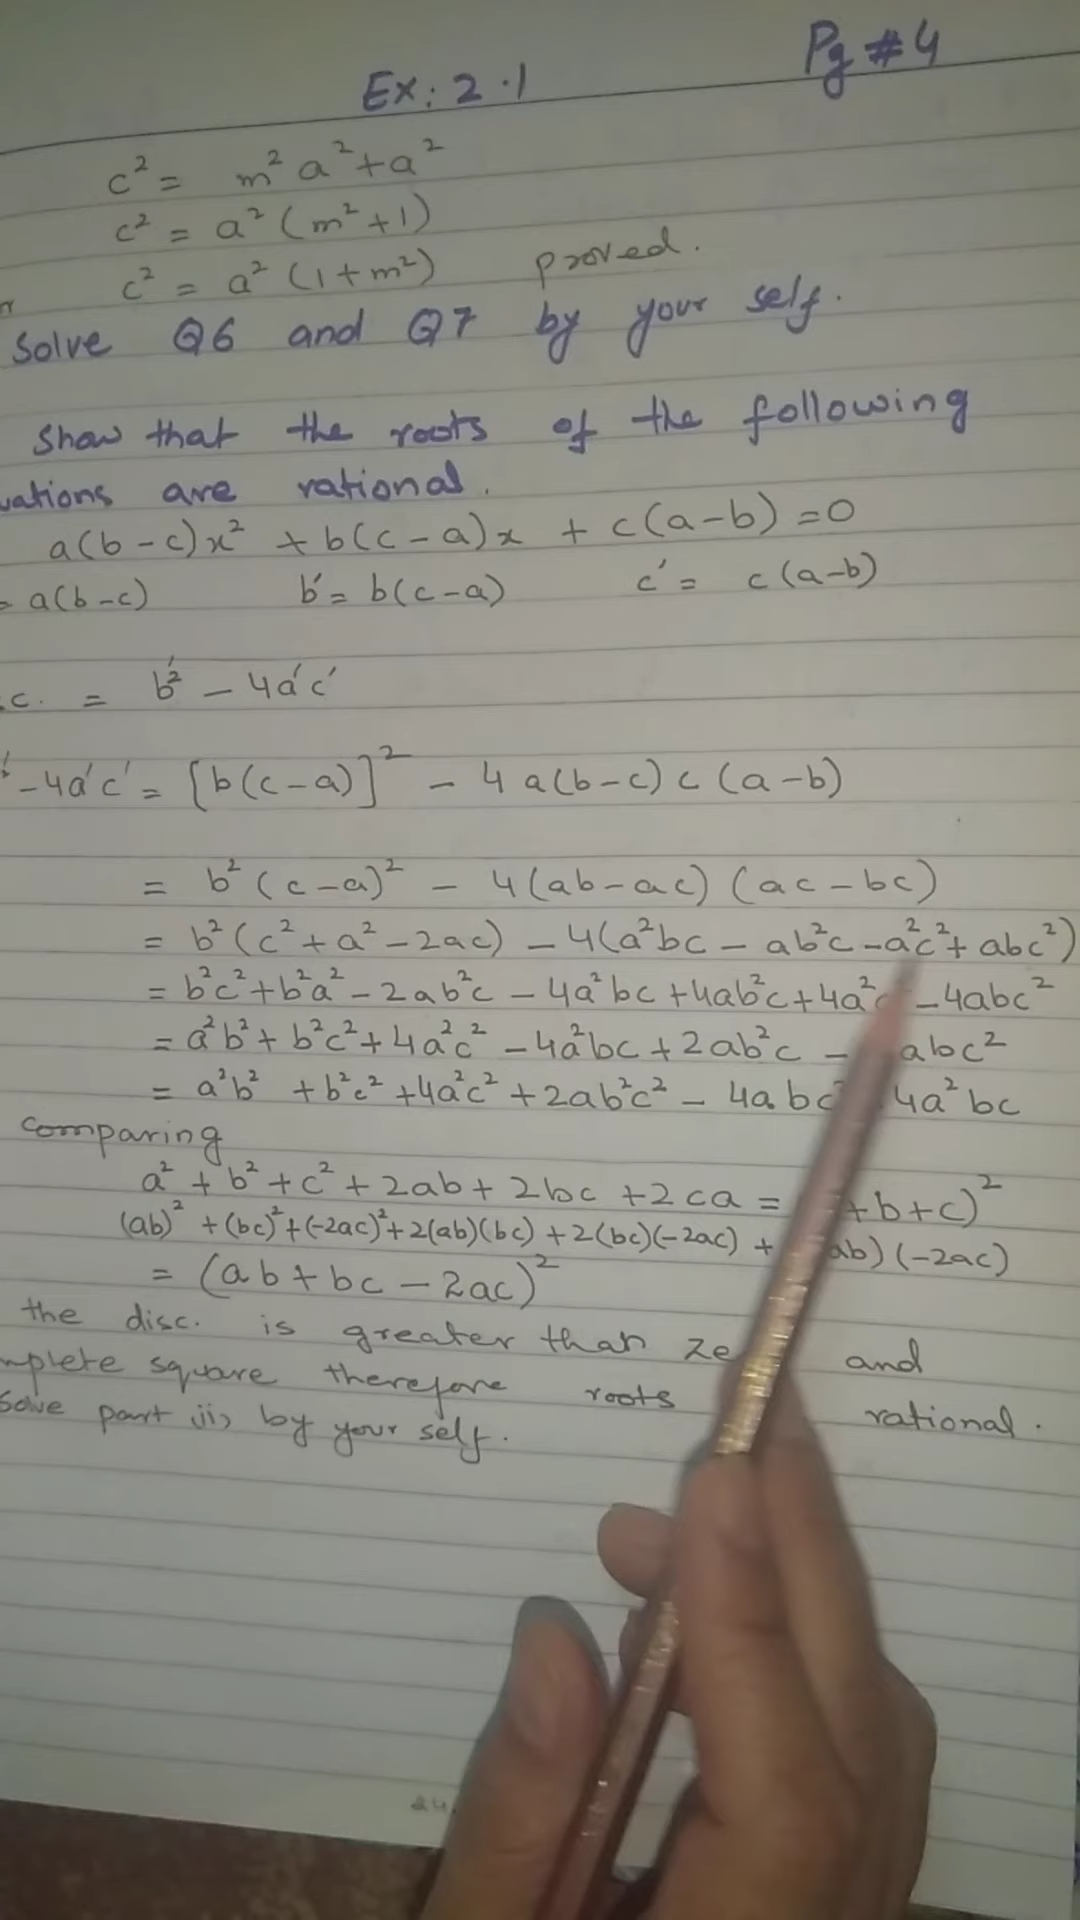 Pg #4
Ex: 2.1
c² = m² a² + a²
c² = a² (m² + 1)
c² = a² (1 + m²) proved.
Solve Q6 and Q7 by your self.
Show that the roots of the following
uations are rational.
a(b-c)x² + b(c-a)x + c(a-b) = 0
= a(b-c) b' = b(c-a) c' = c(a-b)
c. = b'² - 4a'c'
- 4a'c' = [b(c-a)]² - 4 a(b-c) c (a-b)
= b² (c-a)² - 4(ab-ac) (ac-bc)
= b² (c² + a² - 2ac) - 4(a²bc - ab²c - a²c² + abc²)
= b²c² + b²a² - 2ab²c - 4a²bc + 4ab²c + 4a²c - 4abc²
= a²b² + b²c² + 4a²c² - 4a²bc + 2ab²c - abc²
= a²b² + b²c² + 4a²c² + 2ab²c² - 4abc 4a²bc
Comparing
a² + b² + c² + 2ab + 2bc + 2ca = + b + c)²
(ab)² + (bc)² + (-2ac)² + 2(ab)(bc) + 2(bc)(-2ac) + ab) (-2ac)
= (ab + bc - 2ac)²
the disc. is greater than ze and
mplete square therefore roots rational.
Solve part ii, by your self.